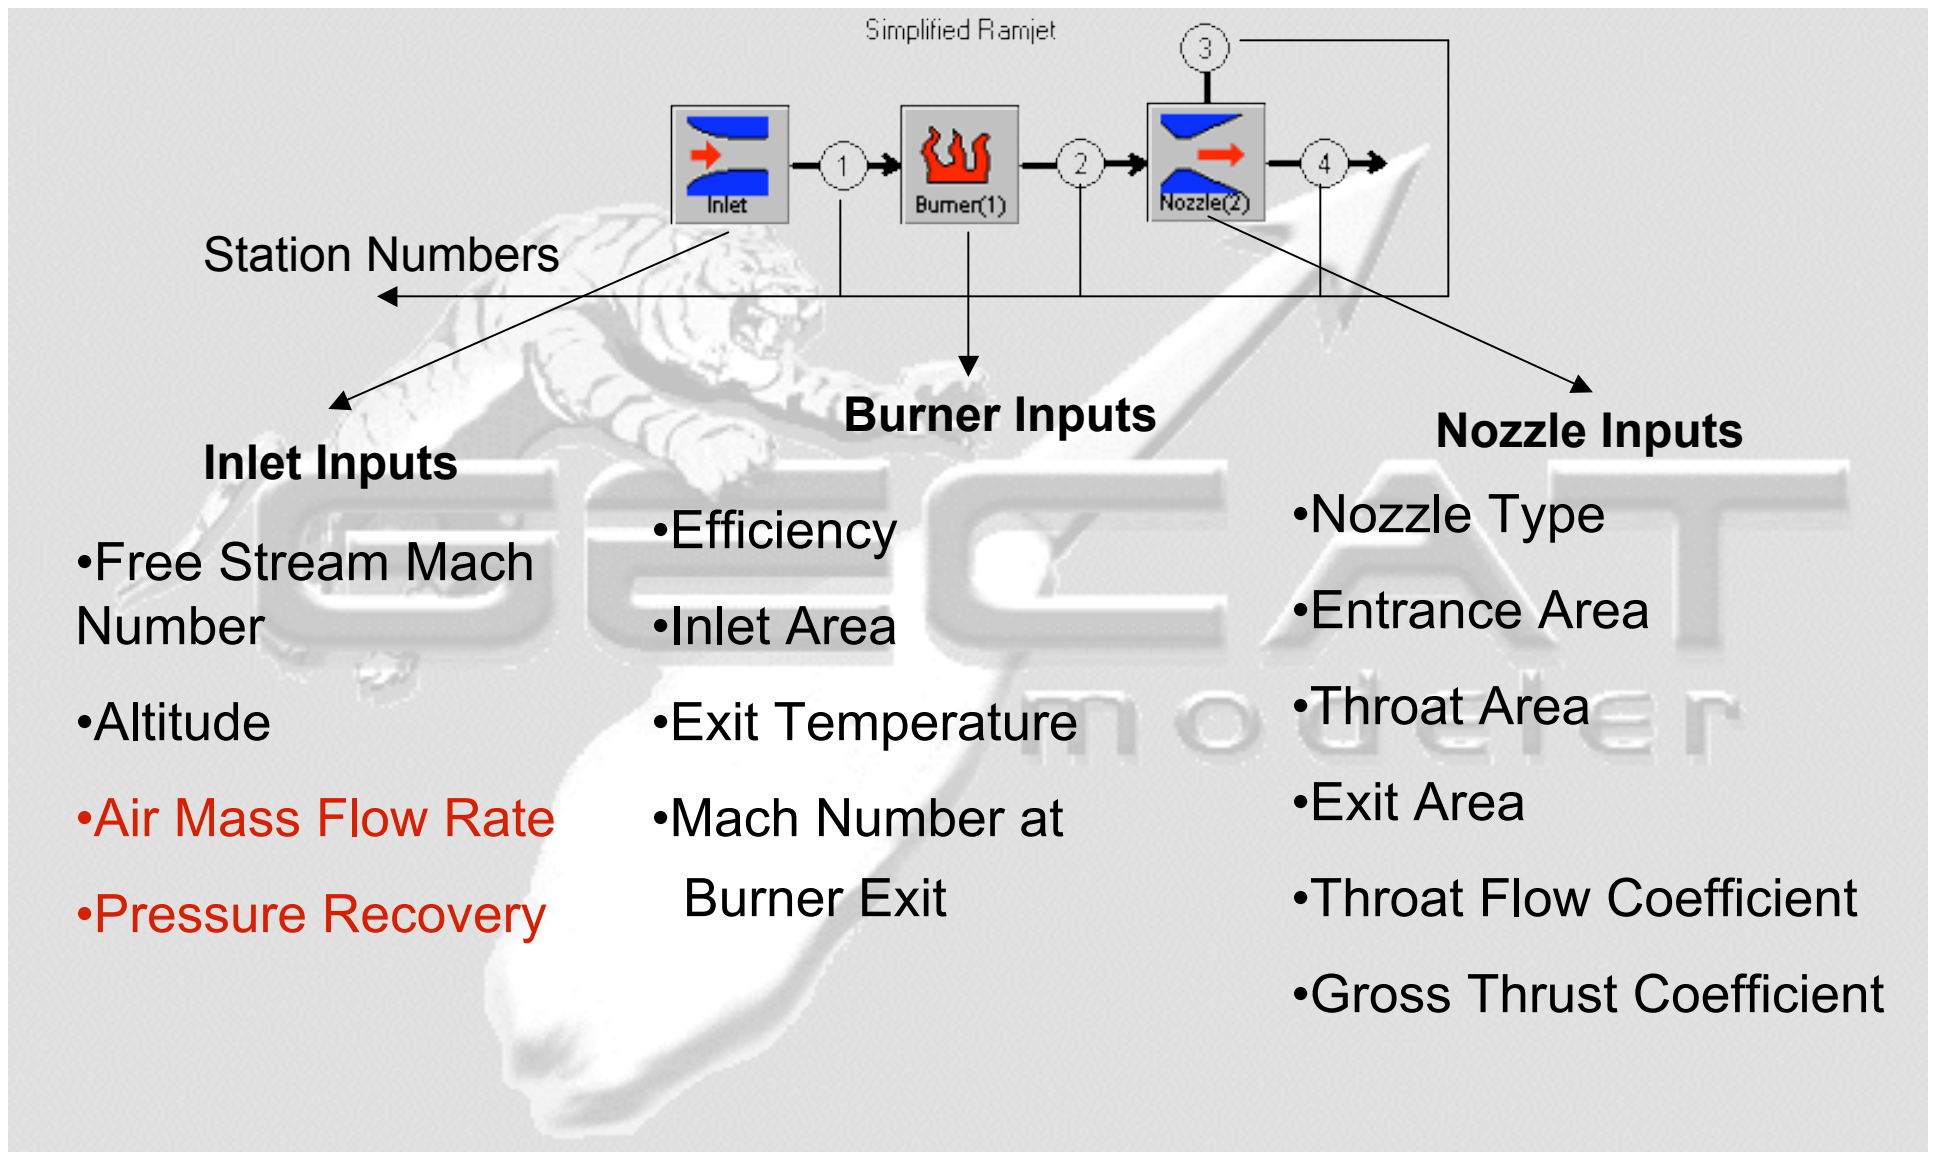 Simplified Ramjet
3
1
2
4
Inlet
Burner(1)
Nozzle(2)
Station Numbers
Inlet Inputs
•Free Stream Mach
Number
•Altitude
•Air Mass Flow Rate
•Pressure Recovery
Burner Inputs
•Efficiency
•Inlet Area
•Exit Temperature
•Mach Number at
Burner Exit
Nozzle Inputs
•Nozzle Type
•Entrance Area
•Throat Area
•Exit Area
•Throat Flow Coefficient
•Gross Thrust Coefficient
GECAT
modeler